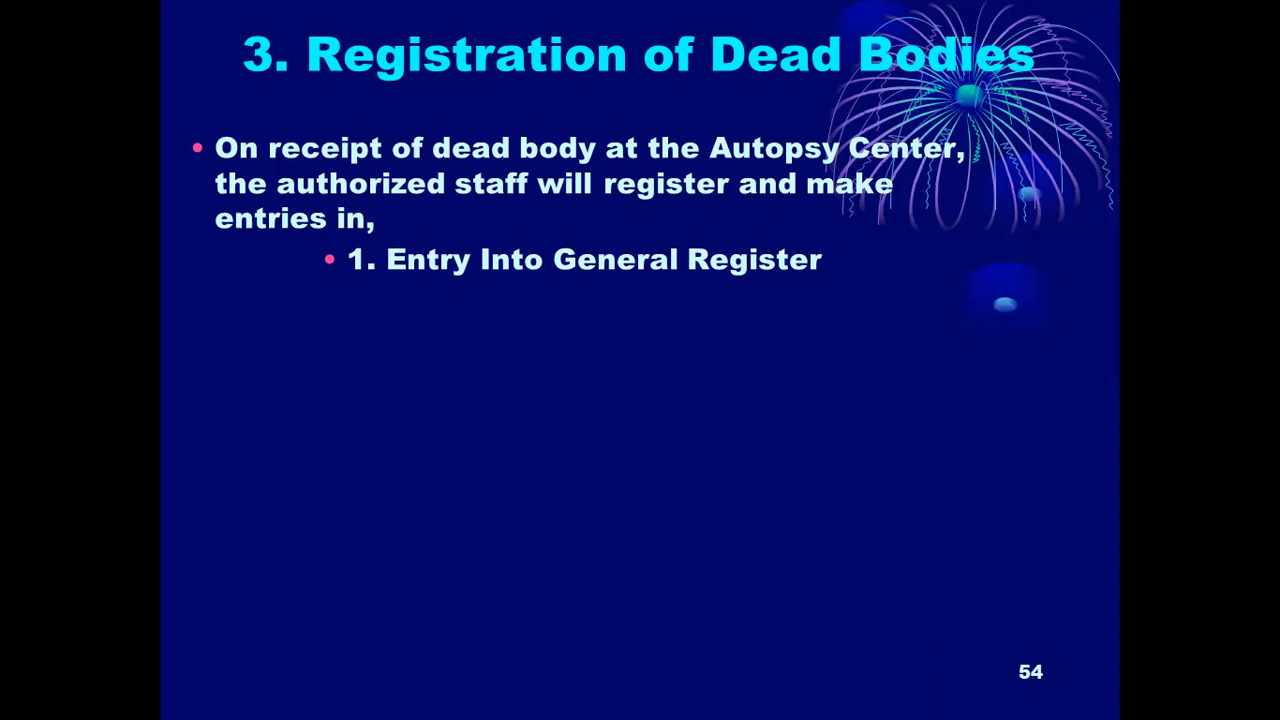 3. Registration of Dead Bodies
• On receipt of dead body at the Autopsy Center,
the authorized staff will register and make
entries in,
• 1. Entry Into General Register
54